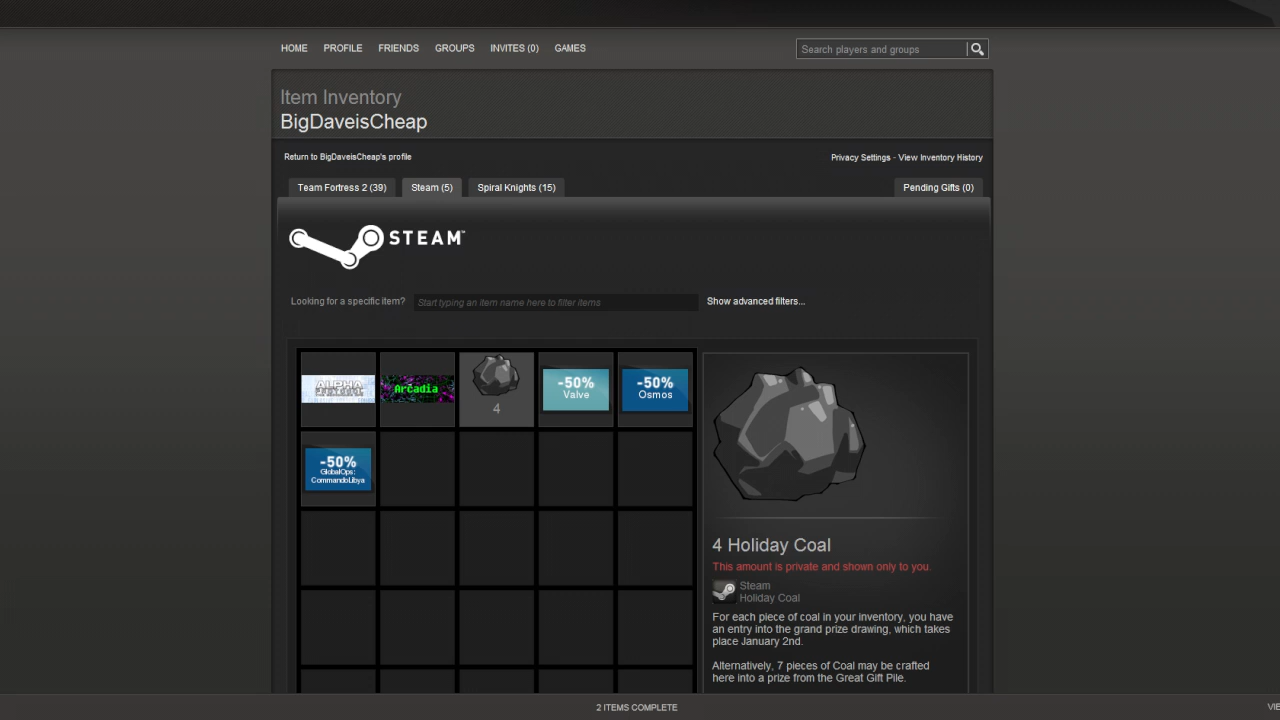 HOME PROFILE FRIENDS GROUPS INVITES (0) GAMES
Search players and groups
Item Inventory
BigDaveisCheap
Return to BigDaveisCheap's profile
Privacy Settings - View Inventory History
Team Fortress 2 (39) Steam (5) Spiral Knights (15) Pending Gifts (0)
STEAM™
Looking for a specific item? Start typing an item name here to filter items Show advanced filters...
ALPHA
Arcadia
4
-50%
Valve
-50%
Osmos
-50%
GlobalOps:
CommandoLibya
4 Holiday Coal
This amount is private and shown only to you.
Steam
Holiday Coal
For each piece of coal in your inventory, you have
an entry into the grand prize drawing, which takes
place January 2nd.
Alternatively, 7 pieces of Coal may be crafted
here into a prize from the Great Gift Pile.
2 ITEMS COMPLETE
VIE